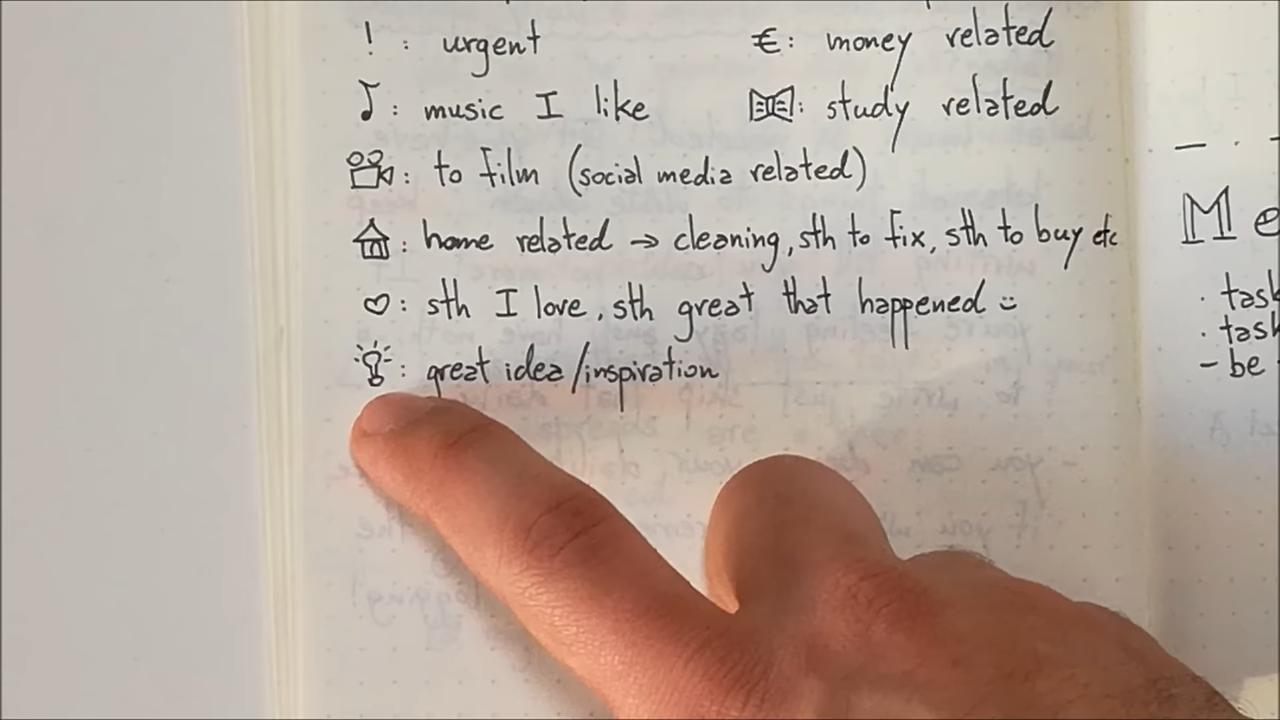 ! : urgent €: money related
♪: music I like 📖: study related
🎥: to film (social media related)
🏠: home related → cleaning, sth to fix, sth to buy etc
♡: sth I love, sth great that happened :)
💡: great idea/inspiration
Me
· task
· task
- be